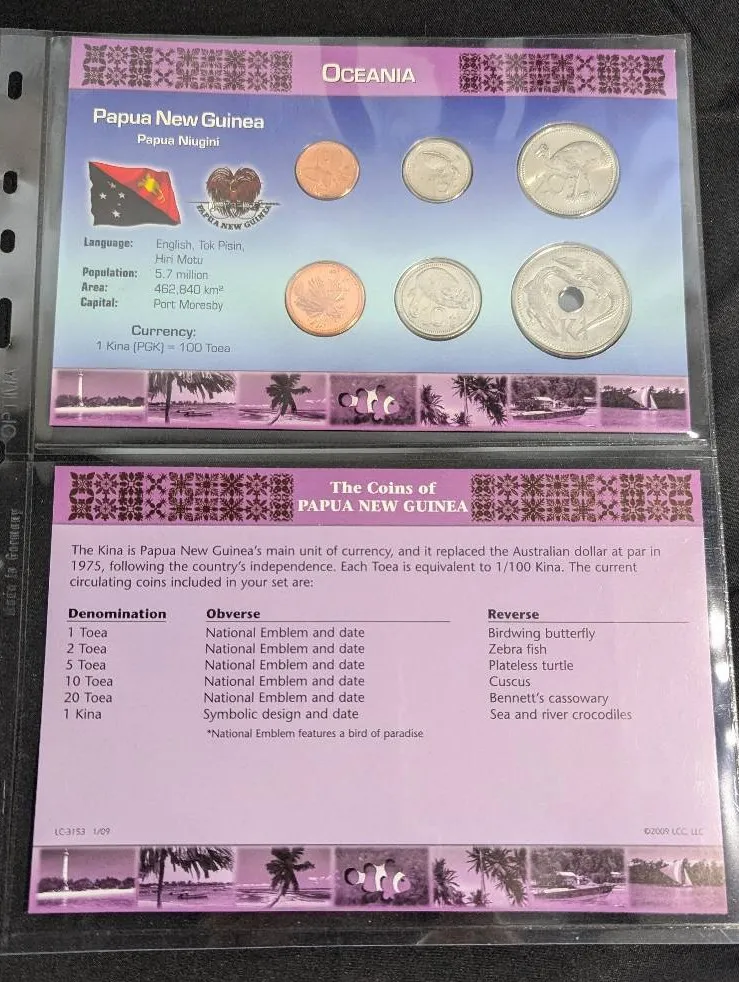 OCEANIA
Papua New Guinea
Papua Niugini
PAPUA NEW GUINEA
Language: English, Tok Pisin,
Hiri Motu
Population: 5.7 million
Area: 462,840 km²
Capital: Port Moresby
Currency:
1 Kina (PGK) = 100 Toea
20
K1
The Coins of
PAPUA NEW GUINEA
The Kina is Papua New Guinea's main unit of currency, and it replaced the Australian dollar at par in
1975, following the country's independence. Each Toea is equivalent to 1/100 Kina. The current
circulating coins included in your set are:
Denomination Obverse Reverse
1 Toea National Emblem and date Birdwing butterfly
2 Toea National Emblem and date Zebra fish
5 Toea National Emblem and date Plateless turtle
10 Toea National Emblem and date Cuscus
20 Toea National Emblem and date Bennett's cassowary
1 Kina Symbolic design and date Sea and river crocodiles
*National Emblem features a bird of paradise
LC-3153 1/09 ©2009 LCC, LLC